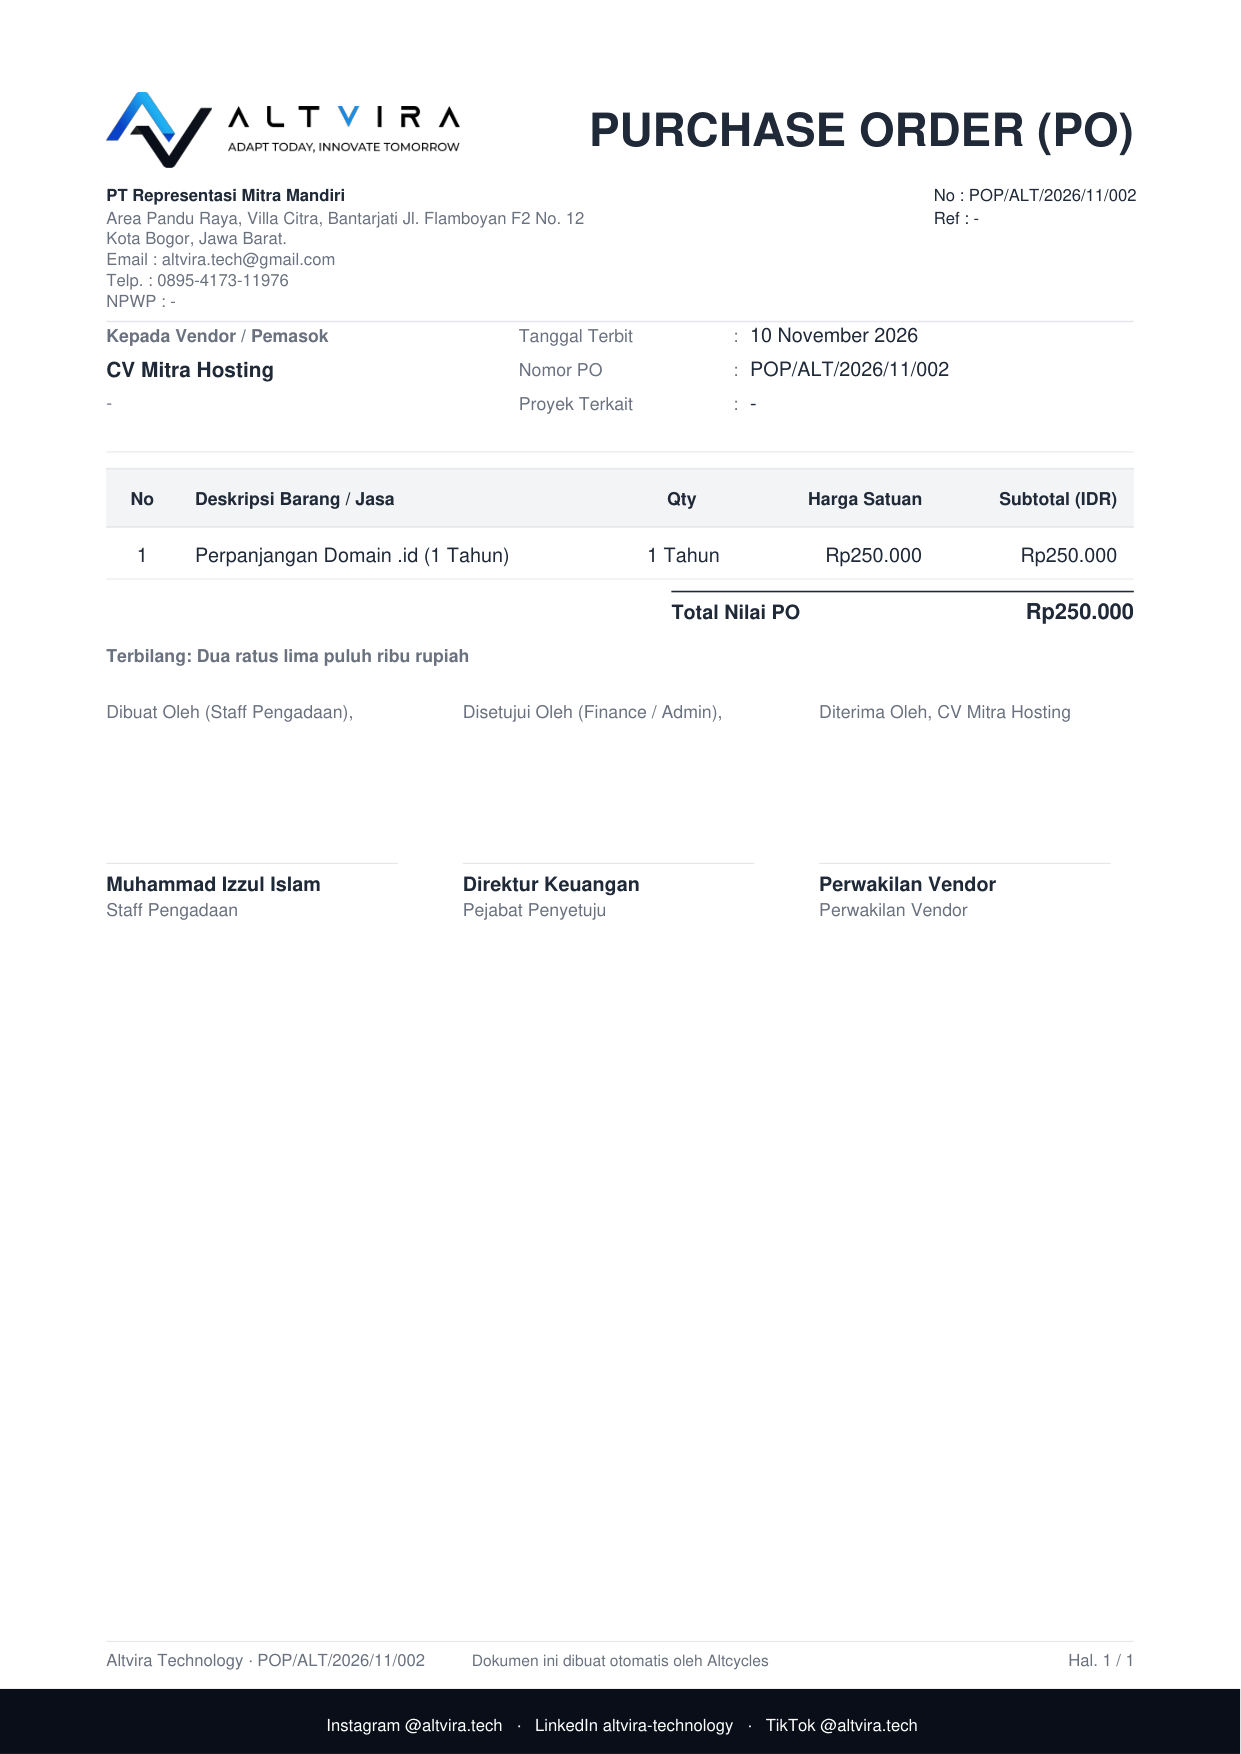 ALTVIRA
ADAPT TODAY, INNOVATE TOMORROW
PURCHASE ORDER (PO)
PT Representasi Mitra Mandiri
Area Pandu Raya, Villa Citra, Bantarjati Jl. Flamboyan F2 No. 12
Kota Bogor, Jawa Barat.
Email : altvira.tech@gmail.com
Telp. : 0895-4173-11976
NPWP : -
No : POP/ALT/2026/11/002
Ref : -
Kepada Vendor / Pemasok
CV Mitra Hosting
-
Tanggal Terbit : 10 November 2026
Nomor PO : POP/ALT/2026/11/002
Proyek Terkait : -
No Deskripsi Barang / Jasa Qty Harga Satuan Subtotal (IDR)
1 Perpanjangan Domain .id (1 Tahun) 1 Tahun Rp250.000 Rp250.000
Total Nilai PO Rp250.000
Terbilang: Dua ratus lima puluh ribu rupiah
Dibuat Oleh (Staff Pengadaan), Disetujui Oleh (Finance / Admin), Diterima Oleh, CV Mitra Hosting
Muhammad Izzul Islam Direktur Keuangan Perwakilan Vendor
Staff Pengadaan Pejabat Penyetuju Perwakilan Vendor
Altvira Technology · POP/ALT/2026/11/002 Dokumen ini dibuat otomatis oleh Altcycles Hal. 1 / 1
Instagram @altvira.tech · LinkedIn altvira-technology · TikTok @altvira.tech